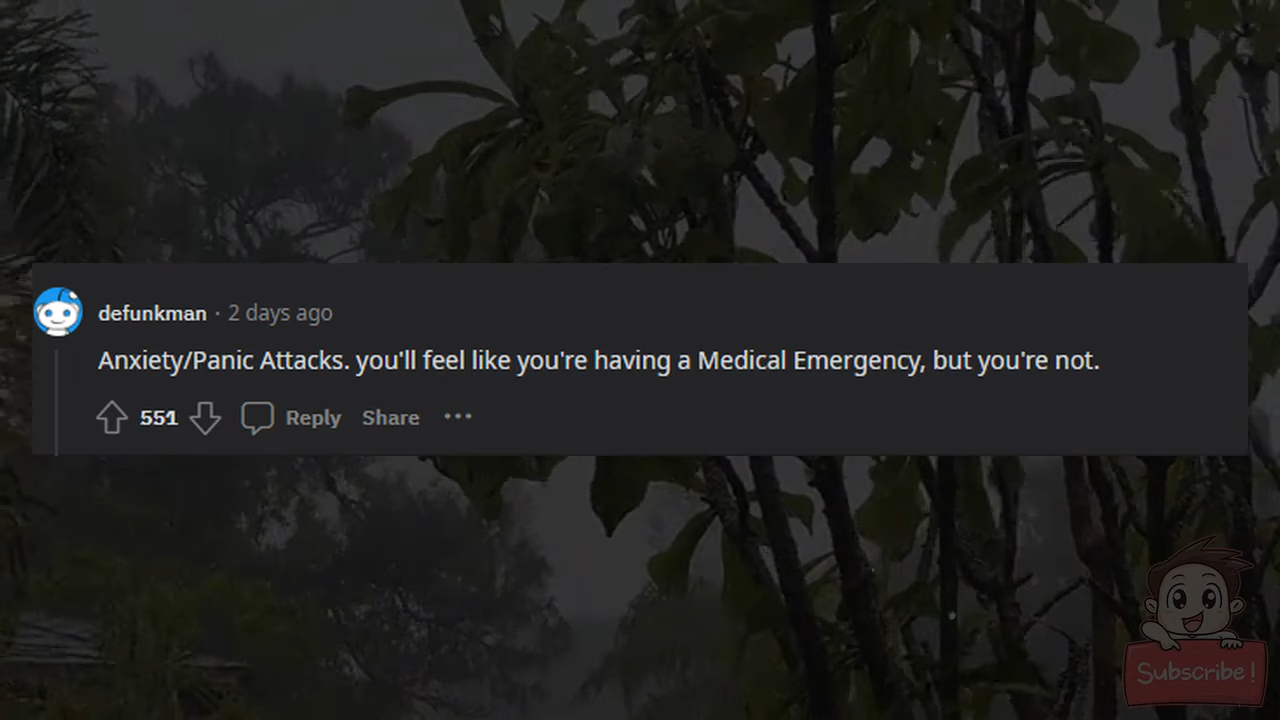 defunkman · 2 days ago
Anxiety/Panic Attacks. you'll feel like you're having a Medical Emergency, but you're not.
551 Reply Share ···
Subscribe!